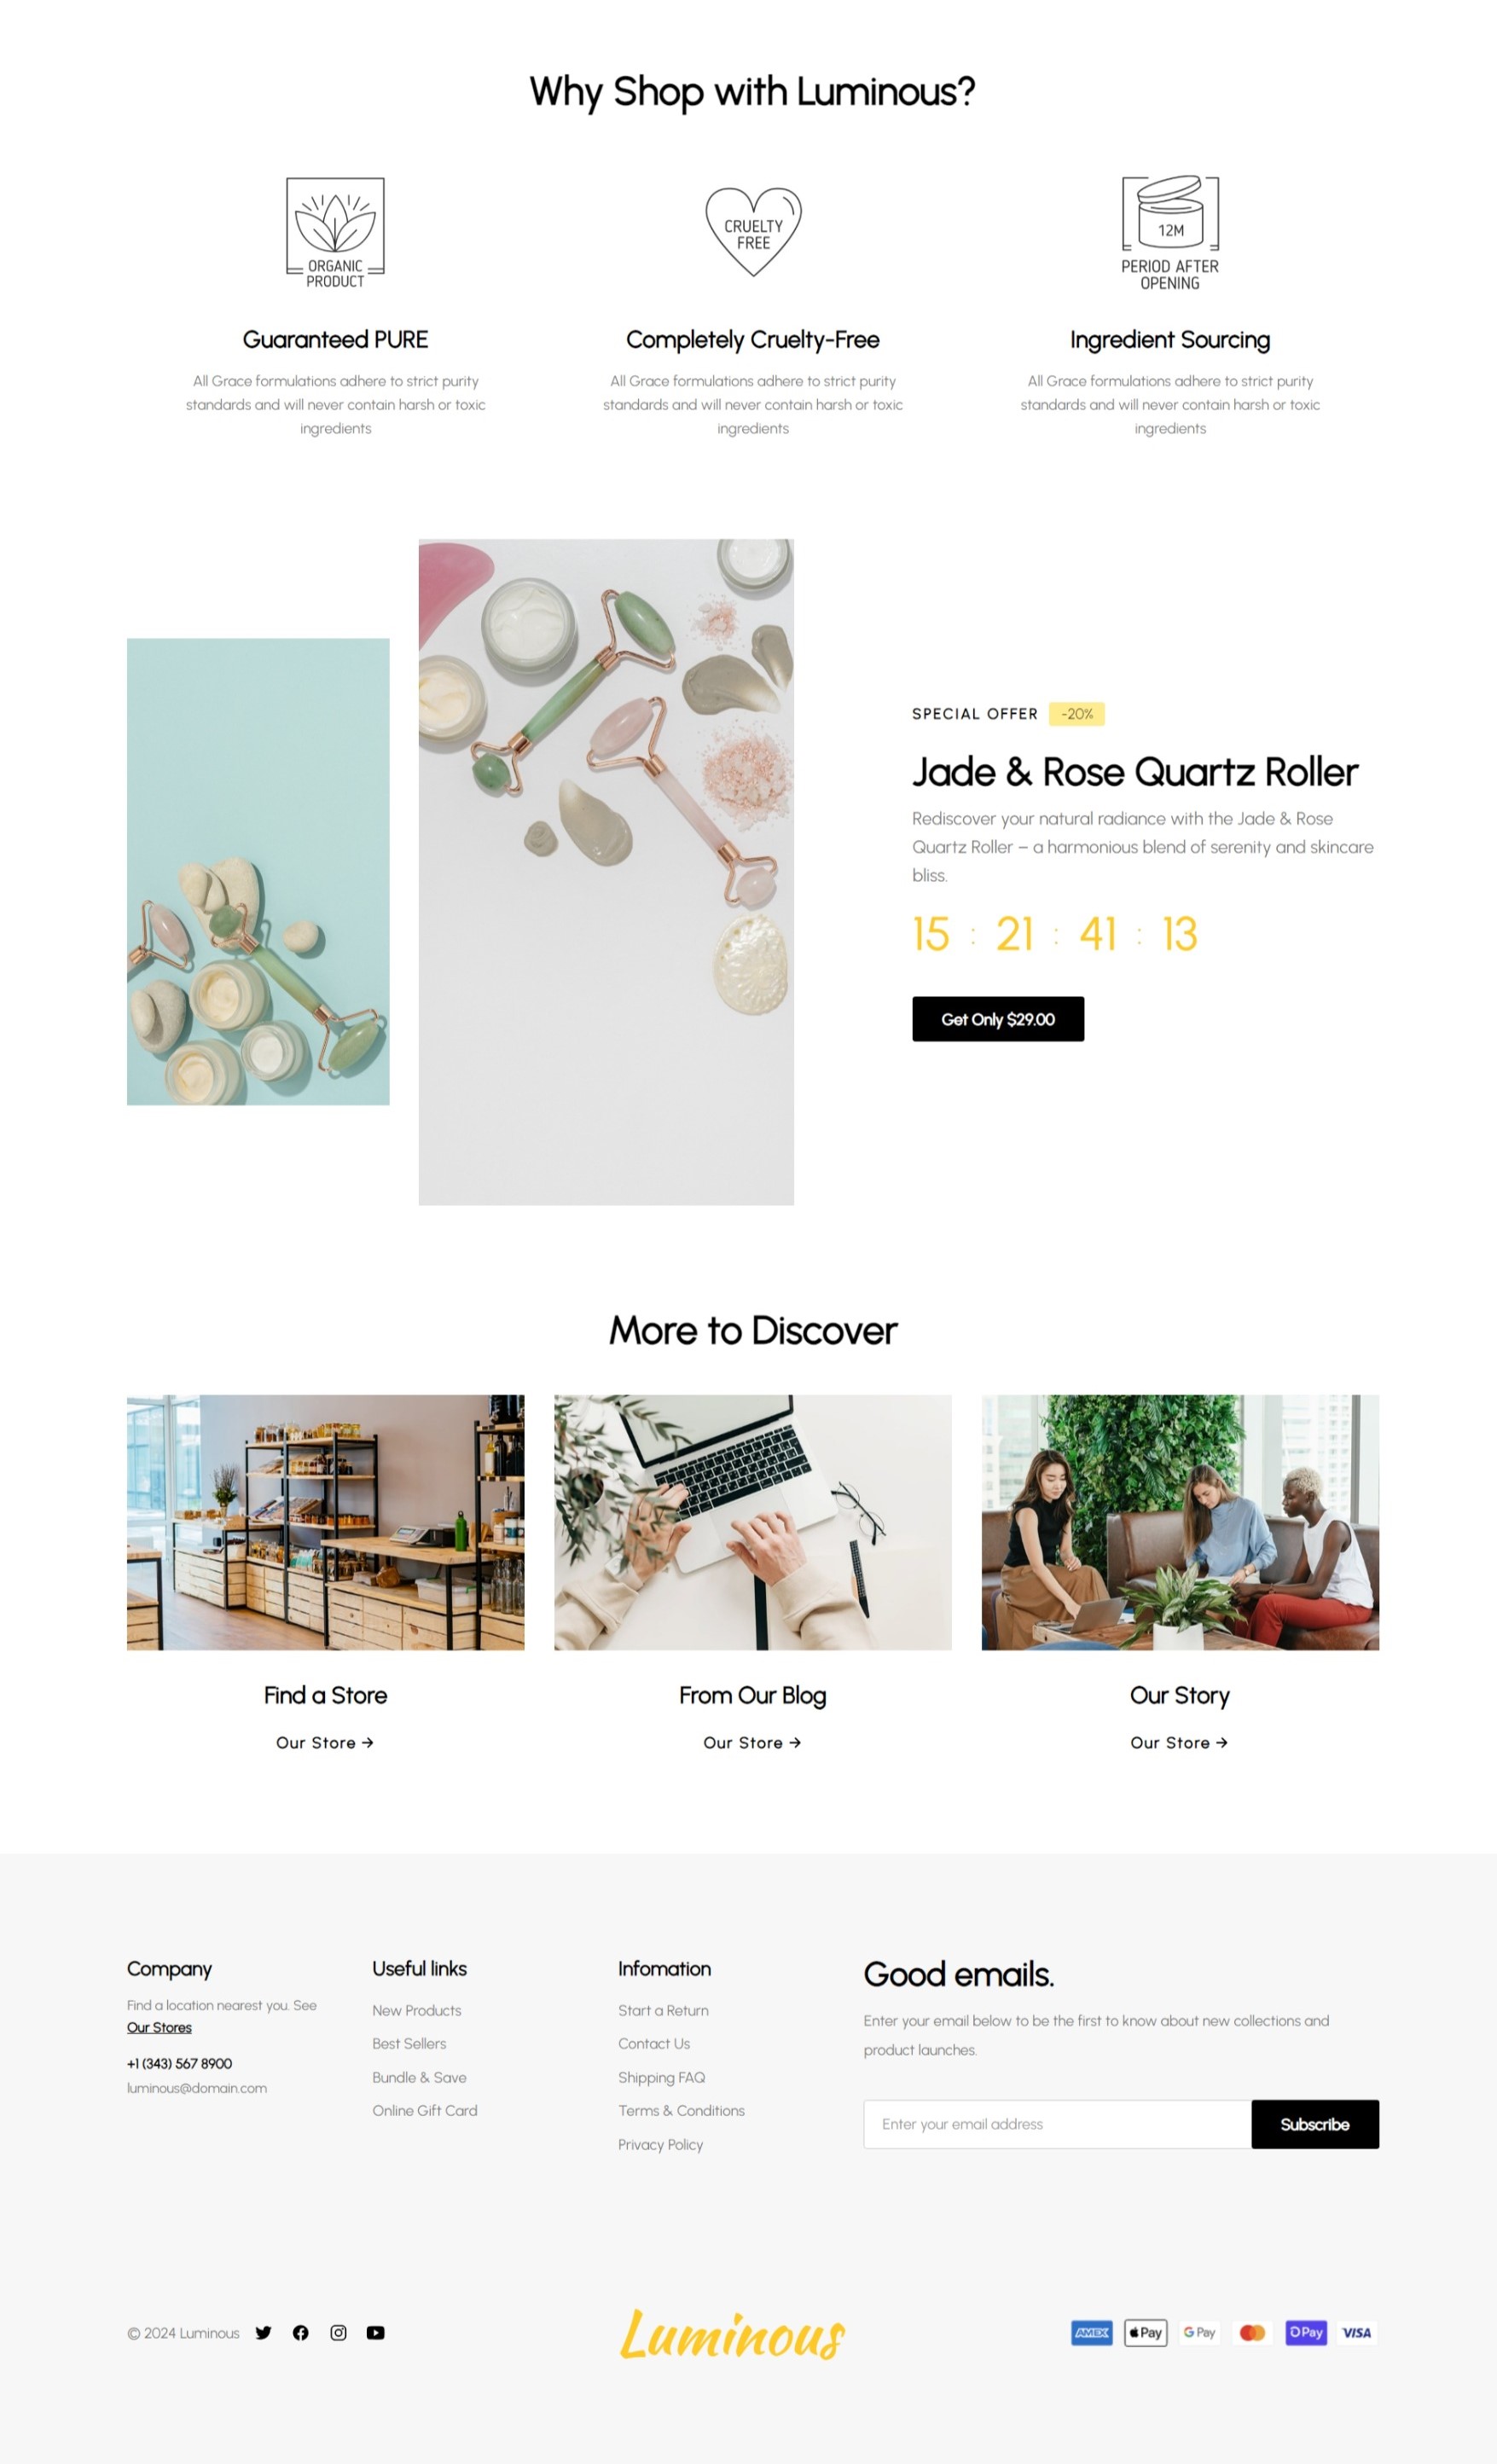 Why Shop with Luminous?
ORGANIC
PRODUCT
CRUELTY
FREE
12M
PERIOD AFTER
OPENING
Guaranteed PURE
All Grace formulations adhere to strict purity
standards and will never contain harsh or toxic
ingredients
Completely Cruelty-Free
All Grace formulations adhere to strict purity
standards and will never contain harsh or toxic
ingredients
Ingredient Sourcing
All Grace formulations adhere to strict purity
standards and will never contain harsh or toxic
ingredients
SPECIAL OFFER -20%
Jade & Rose Quartz Roller
Rediscover your natural radiance with the Jade & Rose
Quartz Roller – a harmonious blend of serenity and skincare
bliss.
15 : 21 : 41 : 13
Get Only $29.00
More to Discover
Find a Store
Our Store →
From Our Blog
Our Store →
Our Story
Our Store →
Company
Find a location nearest you. See
Our Stores
+1 (343) 567 8900
luminous@domain.com
Useful links
New Products
Best Sellers
Bundle & Save
Online Gift Card
Infomation
Start a Return
Contact Us
Shipping FAQ
Terms & Conditions
Privacy Policy
Good emails.
Enter your email below to be the first to know about new collections and
product launches.
Enter your email address
Subscribe
© 2024 Luminous
Luminous
AMEX
Pay
G Pay
Pay
VISA